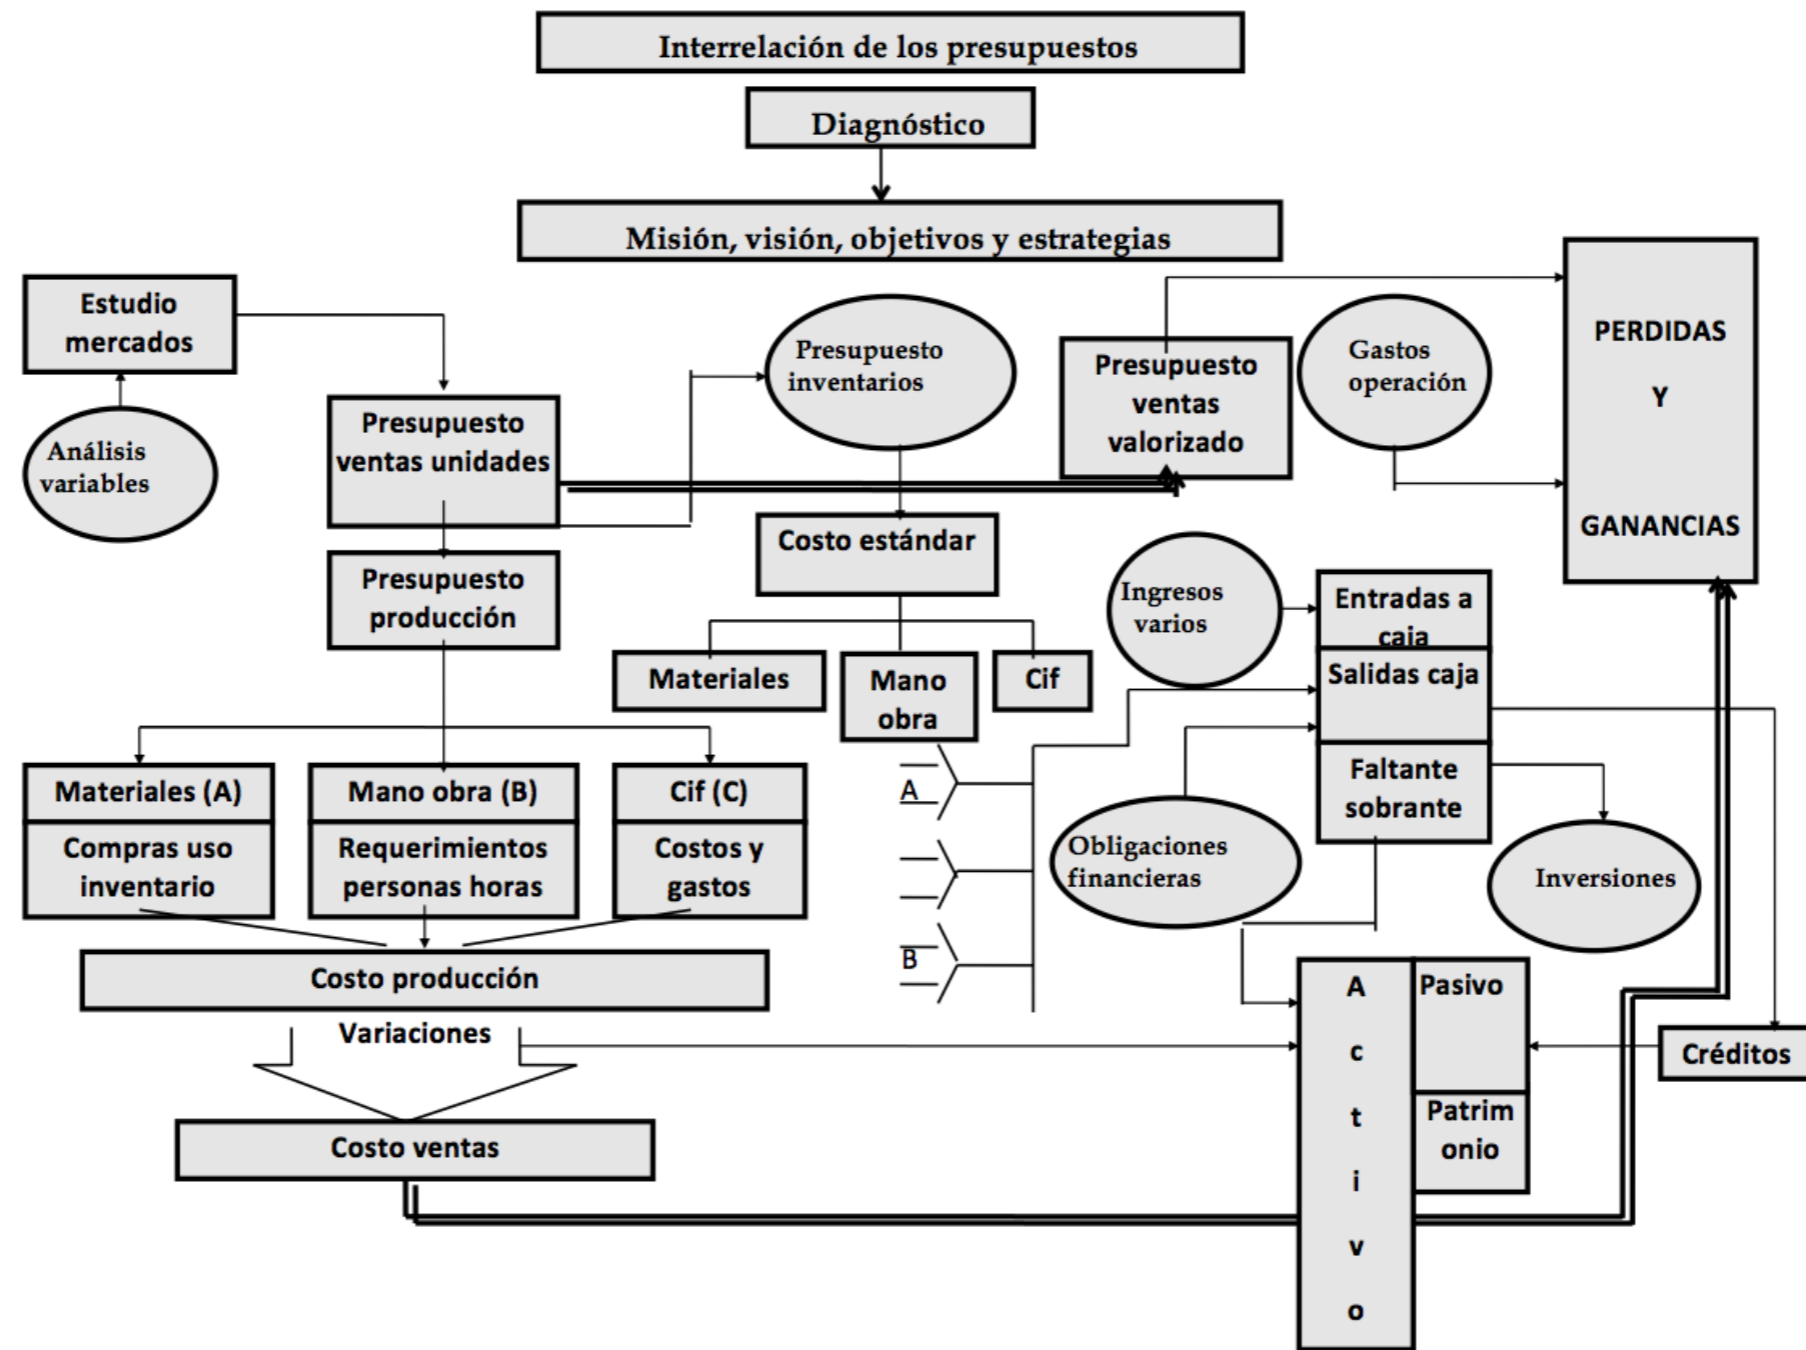 Interrelación de los presupuestos
Diagnóstico
Misión, visión, objetivos y estrategias
Estudio
mercados
Análisis
variables
Presupuesto
ventas unidades
Presupuesto
inventarios
Presupuesto
ventas
valorizado
Gastos
operación
PERDIDAS
Y
GANANCIAS
Presupuesto
producción
Costo estándar
Materiales
Mano
obra
Cif
Ingresos
varios
Entradas a
caja
Salidas caja
Faltante
sobrante
Materiales (A)
Compras uso
inventario
Mano obra (B)
Requerimientos
personas horas
Cif (C)
Costos y
gastos
A
B
Obligaciones
financieras
Inversiones
Costo producción
Variaciones
Costo ventas
A
c
t
i
v
o
Pasivo
Patrim
onio
Créditos